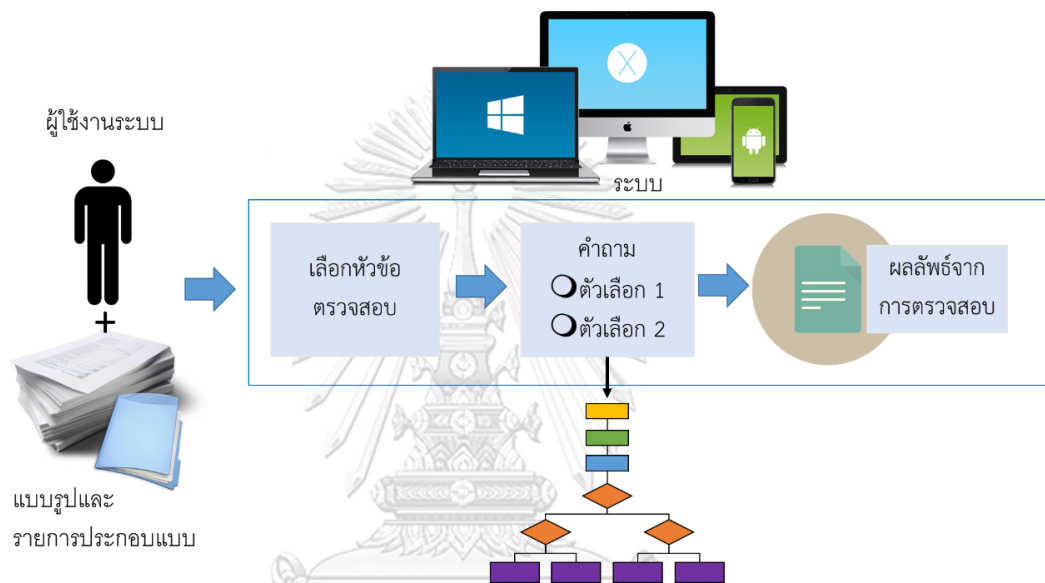 ผู้ใช้งานระบบ
+
แบบรูปและ
รายการประกอบแบบ
ระบบ
เลือกหัวข้อ
ตรวจสอบ
คำถาม
ตัวเลือก 1
ตัวเลือก 2
ผลลัพธ์จาก
การตรวจสอบ